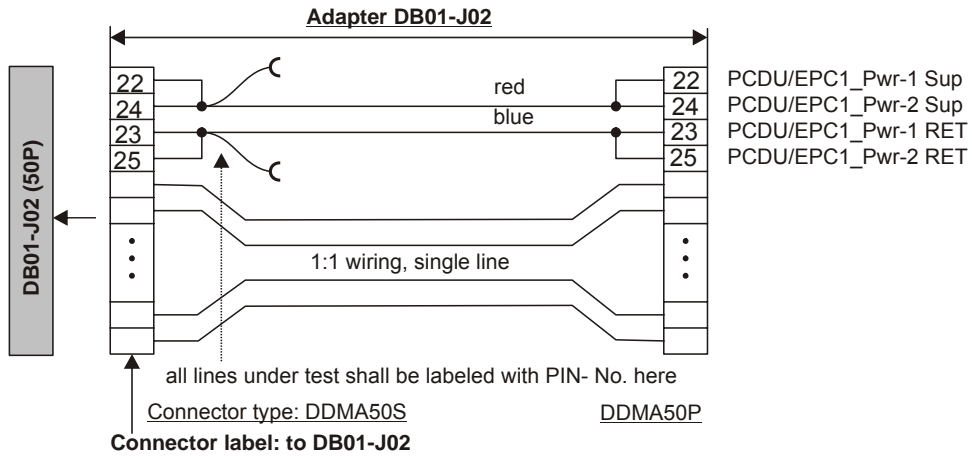 Adapter DB01-J02
DB01-J02 (50P)
22
24
23
25
red
blue
22 PCDU/EPC1_Pwr-1 Sup
24 PCDU/EPC1_Pwr-2 Sup
23 PCDU/EPC1_Pwr-1 RET
25 PCDU/EPC1_Pwr-2 RET
1:1 wiring, single line
all lines under test shall be labeled with PIN- No. here
Connector type: DDMA50S
DDMA50P
Connector label: to DB01-J02